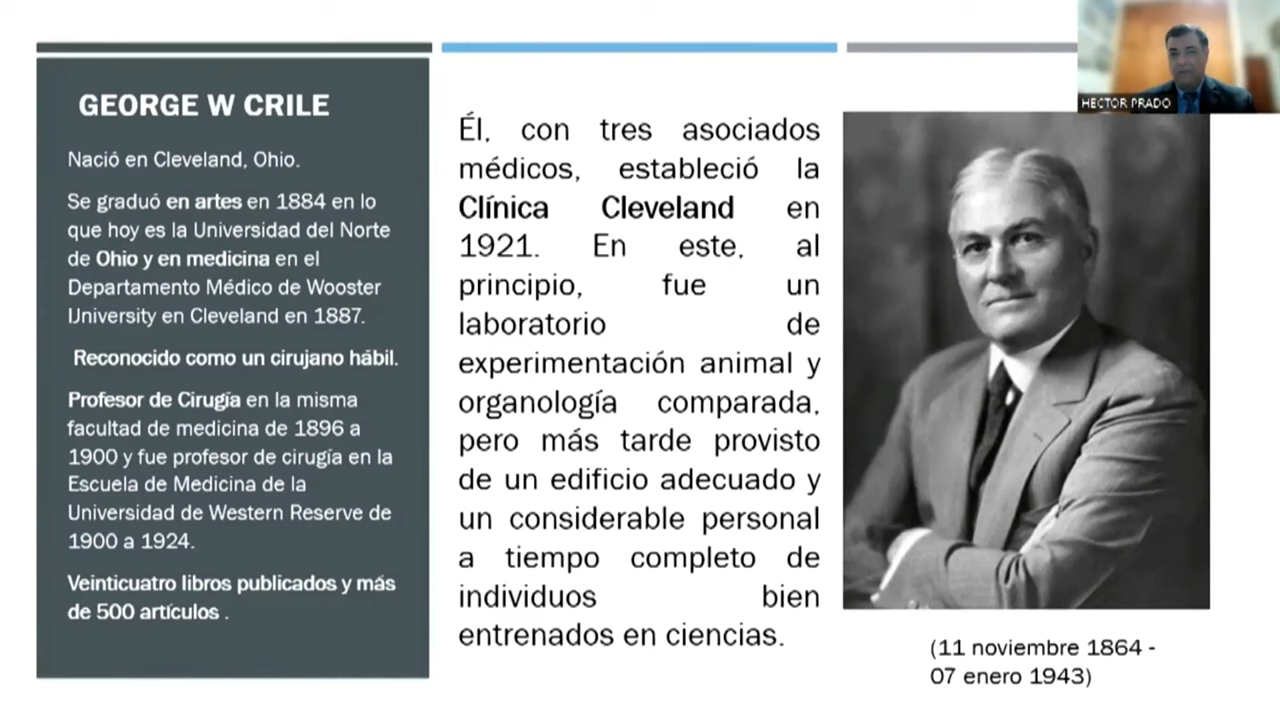 GEORGE W CRILE
Nació en Cleveland, Ohio.
Se graduó en artes en 1884 en lo
que hoy es la Universidad del Norte
de Ohio y en medicina en el
Departamento Médico de Wooster
University en Cleveland en 1887.
Reconocido como un cirujano hábil.
Profesor de Cirugía en la misma
facultad de medicina de 1896 a
1900 y fue profesor de cirugía en la
Escuela de Medicina de la
Universidad de Western Reserve de
1900 a 1924.
Veinticuatro libros publicados y más
de 500 artículos .
Él, con tres asociados
médicos, estableció la
Clínica Cleveland en
1921. En este, al
principio, fue un
laboratorio de
experimentación animal y
organología comparada,
pero más tarde provisto
de un edificio adecuado y
un considerable personal
a tiempo completo de
individuos bien
entrenados en ciencias.
HECTOR PRADO
(11 noviembre 1864 -
07 enero 1943)